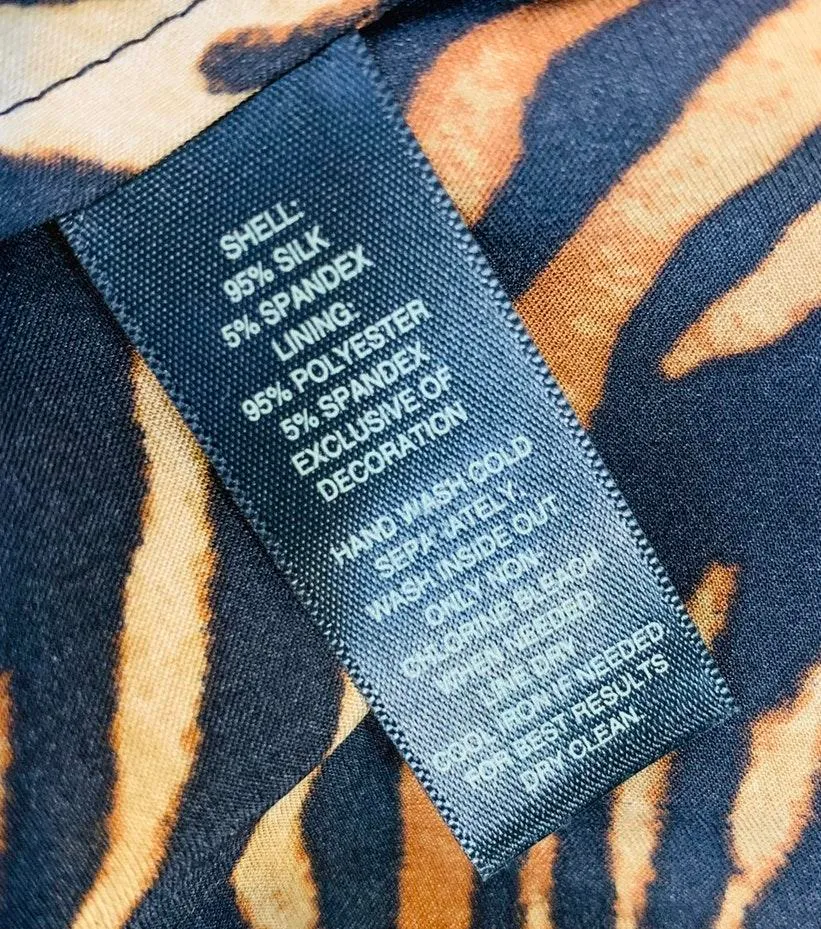 SHELL:
95% SILK
5% SPANDEX
LINING:
95% POLYESTER
5% SPANDEX
EXCLUSIVE OF
DECORATION
HAND WASH COLD
SEPARATELY.
WASH INSIDE OUT
ONLY NON.
CHLORINE BLEACH
WHEN NEEDED
LINE DRY
COOL IRON IF NEEDED
FOR BEST RESULTS
DRY CLEAN.